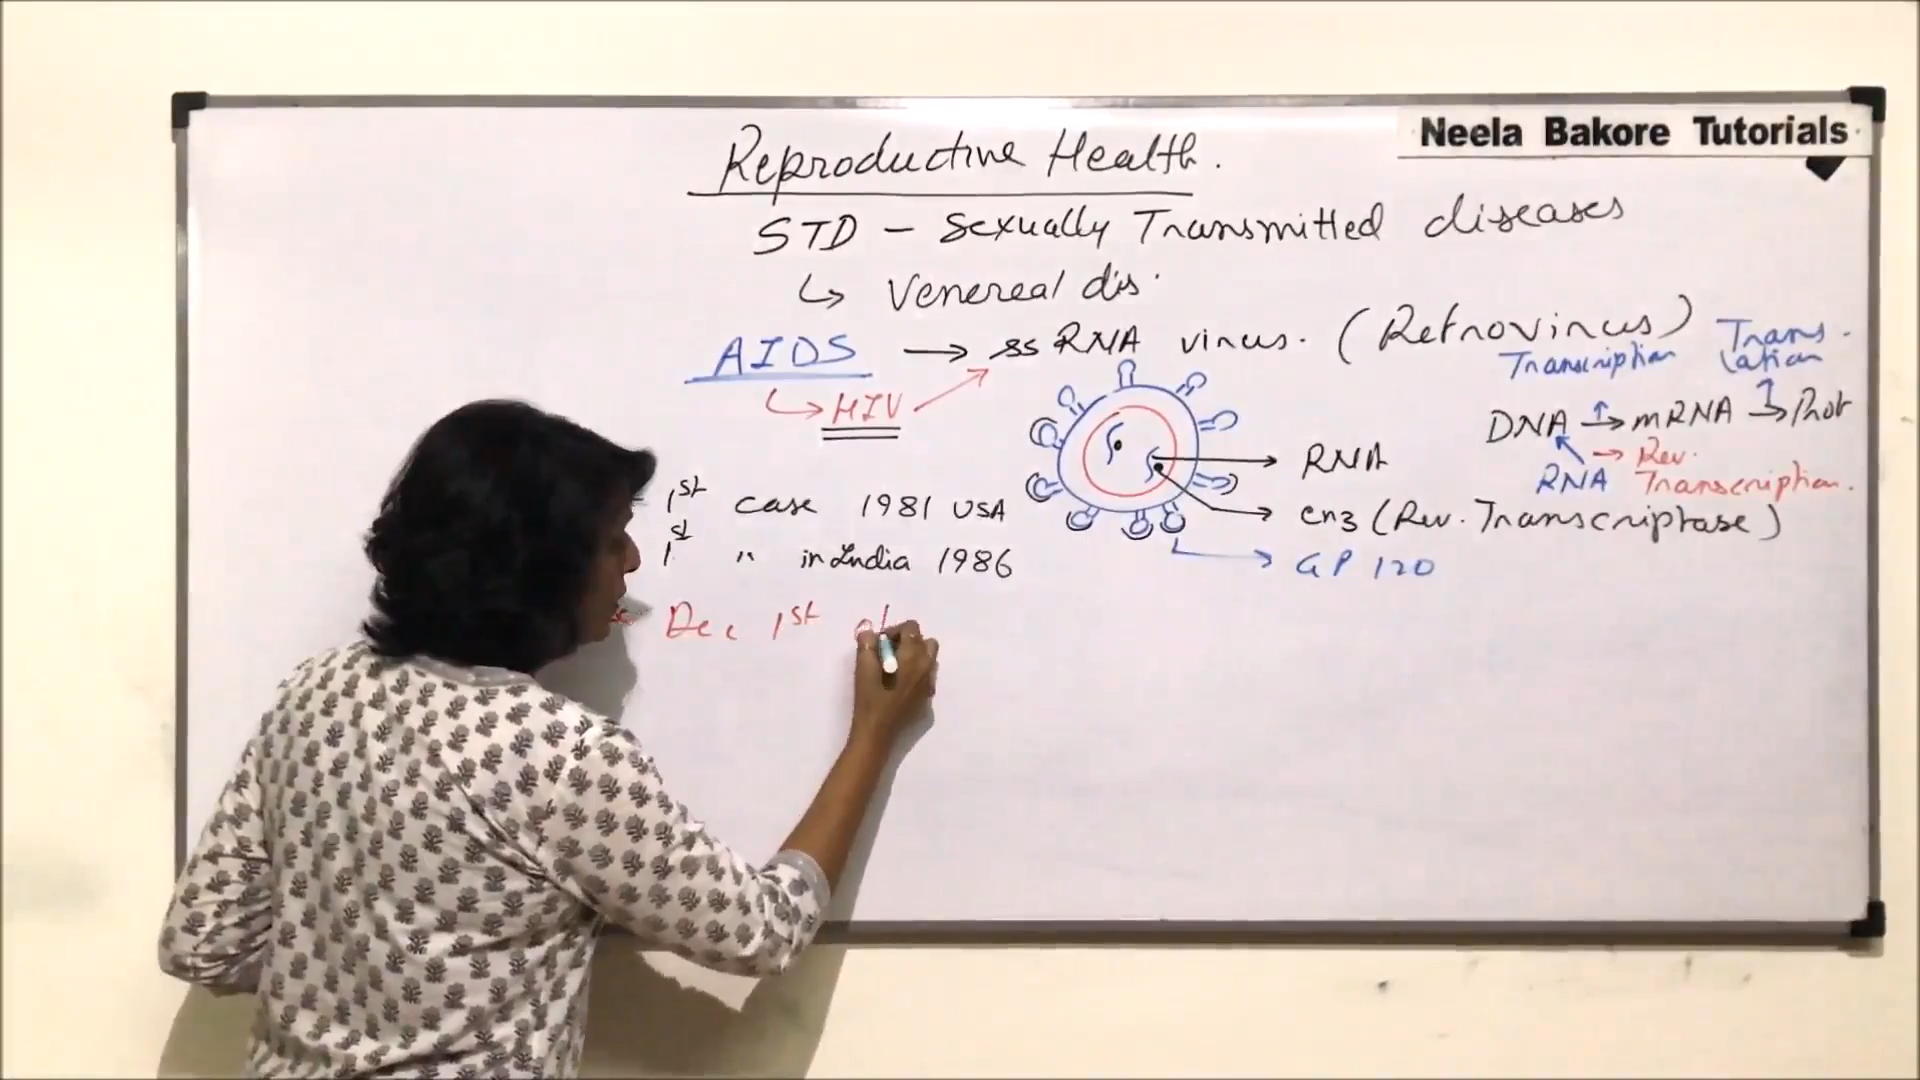 Neela Bakore Tutorials
Reproductive Health.
STD - Sexually Transmitted diseases
↳ Venereal dis.
AIDS → ss RNA virus. (Retrovirus)
↳ HIV
Transcription Translation
DNA → mRNA → Prot
RNA → Rev. Transcription.
1st case 1981 USA
1st " in India 1986
Dec 1st
RNA
enz (Rev. Transcriptase)
GP 120